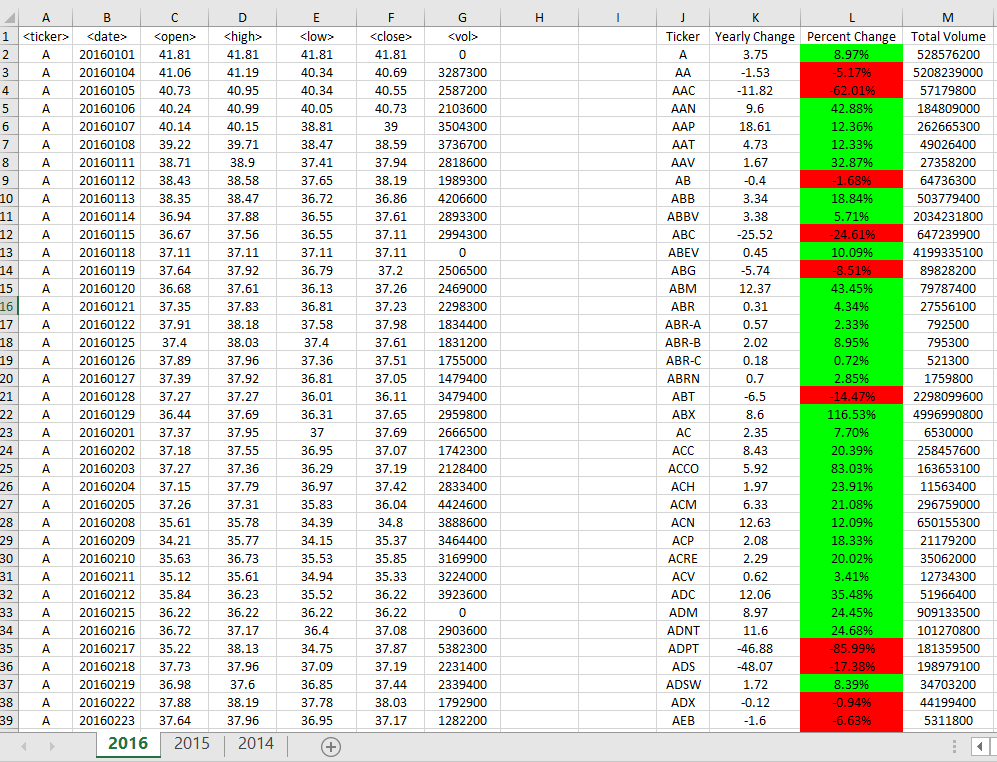 A B C D E F G H I J K L M
1 <ticker> <date> <open> <high> <low> <close> <vol> Ticker Yearly Change Percent Change Total Volume
2 A 20160101 41.81 41.81 41.81 41.81 0 A 3.75 8.97% 528576200
3 A 20160104 41.06 41.19 40.34 40.69 3287300 AA -1.53 -5.17% 5208239000
4 A 20160105 40.73 40.95 40.34 40.55 2587200 AAC -11.82 -62.01% 57179800
5 A 20160106 40.24 40.99 40.05 40.73 2103600 AAN 9.6 42.88% 184809000
6 A 20160107 40.14 40.15 38.81 39 3504300 AAP 18.61 12.36% 262665300
7 A 20160108 39.22 39.71 38.47 38.59 3736700 AAT 4.73 12.33% 49026400
8 A 20160111 38.71 38.9 37.41 37.94 2818600 AAV 1.67 32.87% 27358200
9 A 20160112 38.43 38.58 37.65 38.19 1989300 AB -0.4 -1.68% 64736300
10 A 20160113 38.35 38.47 36.72 36.86 4206600 ABB 3.34 18.84% 503779400
11 A 20160114 36.94 37.88 36.55 37.61 2893300 ABBV 3.38 5.71% 2034231800
12 A 20160115 36.67 37.56 36.55 37.11 2994300 ABC -25.52 -24.61% 647239900
13 A 20160118 37.11 37.11 37.11 37.11 0 ABEV 0.45 10.09% 4199335100
14 A 20160119 37.64 37.92 36.79 37.2 2506500 ABG -5.74 -8.51% 89828200
15 A 20160120 36.68 37.61 36.13 37.26 2469000 ABM 12.37 43.45% 79787400
16 A 20160121 37.35 37.83 36.81 37.23 2298300 ABR 0.31 4.34% 27556100
17 A 20160122 37.91 38.18 37.58 37.98 1834400 ABR-A 0.57 2.33% 792500
18 A 20160125 37.4 38.03 37.4 37.61 1831200 ABR-B 2.02 8.95% 795300
19 A 20160126 37.89 37.96 37.36 37.51 1755000 ABR-C 0.18 0.72% 521300
20 A 20160127 37.39 37.92 36.81 37.05 1479400 ABRN 0.7 2.85% 1759800
21 A 20160128 37.27 37.27 36.01 36.11 3479400 ABT -6.5 -14.47% 2298099600
22 A 20160129 36.44 37.69 36.31 37.65 2959800 ABX 8.6 116.53% 4996990800
23 A 20160201 37.37 37.95 37 37.69 2666500 AC 2.35 7.70% 6530000
24 A 20160202 37.18 37.55 36.95 37.07 1742300 ACC 8.43 20.39% 258457600
25 A 20160203 37.27 37.36 36.29 37.19 2128400 ACCO 5.92 83.03% 163653100
26 A 20160204 37.15 37.79 36.97 37.42 2833400 ACH 1.97 23.91% 11563400
27 A 20160205 37.26 37.31 35.83 36.04 4424600 ACM 6.33 21.08% 296759000
28 A 20160208 35.61 35.78 34.39 34.8 3888600 ACN 12.63 12.09% 650155300
29 A 20160209 34.21 35.77 34.15 35.37 3464400 ACP 2.08 18.33% 21179200
30 A 20160210 35.63 36.73 35.53 35.85 3169900 ACRE 2.29 20.02% 35062000
31 A 20160211 35.12 35.61 34.94 35.33 3224000 ACV 0.62 3.41% 12734300
32 A 20160212 35.84 36.23 35.52 36.22 3923600 ADC 12.06 35.48% 51966400
33 A 20160215 36.22 36.22 36.22 36.22 0 ADM 8.97 24.45% 909133500
34 A 20160216 36.72 37.17 36.4 37.08 2903600 ADNT 11.6 24.68% 101270800
35 A 20160217 35.22 38.13 34.75 37.87 5382300 ADPT -46.88 -85.99% 181359500
36 A 20160218 37.73 37.96 37.09 37.19 2231400 ADS -48.07 -17.38% 198979100
37 A 20160219 36.98 37.6 36.85 37.44 2339400 ADSW 1.72 8.39% 34703200
38 A 20160222 37.88 38.19 37.78 38.03 1792900 ADX -0.12 -0.94% 44199400
39 A 20160223 37.64 37.96 36.95 37.17 1282200 AEB -1.6 -6.63% 5311800
2016 2015 2014